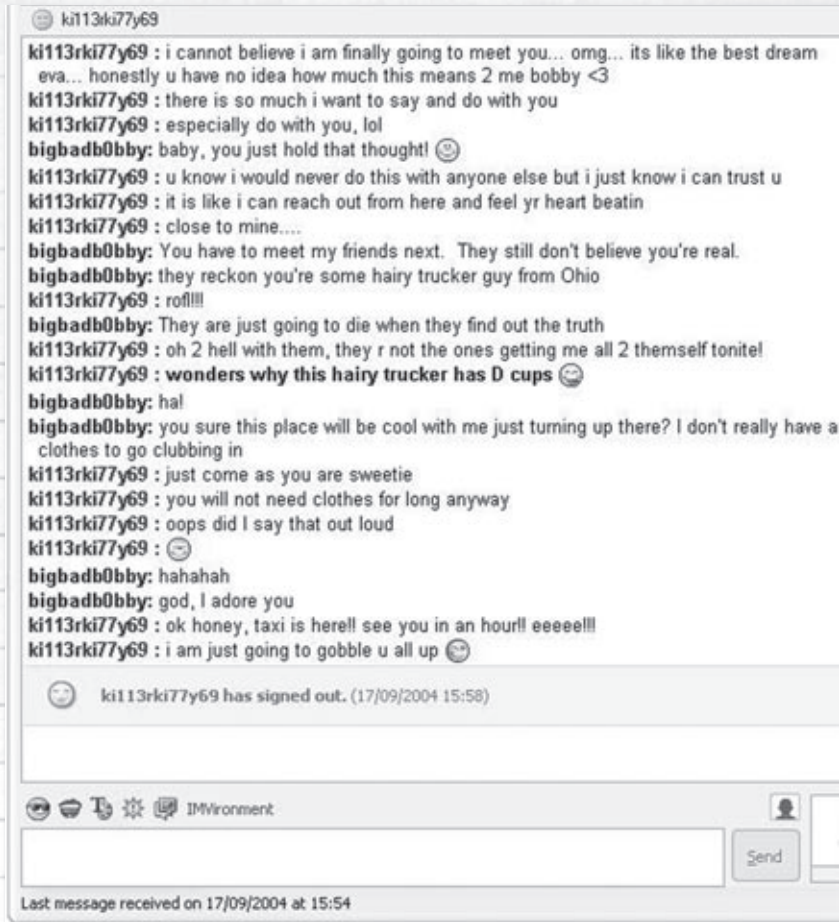 ki113rki77y69
ki113rki77y69 : i cannot believe i am finally going to meet you... omg... its like the best dream
eva... honestly u have no idea how much this means 2 me bobby <3
ki113rki77y69 : there is so much i want to say and do with you
ki113rki77y69 : especially do with you, lol
bigbadb0bby: baby, you just hold that thought!
ki113rki77y69 : u know i would never do this with anyone else but i just know i can trust u
ki113rki77y69 : it is like i can reach out from here and feel yr heart beatin
ki113rki77y69 : close to mine....
bigbadb0bby: You have to meet my friends next. They still don't believe you're real.
bigbadb0bby: they reckon you're some hairy trucker guy from Ohio
ki113rki77y69 : rofl!!!
bigbadb0bby: They are just going to die when they find out the truth
ki113rki77y69 : oh 2 hell with them, they r not the ones getting me all 2 themself tonite!
ki113rki77y69 : wonders why this hairy trucker has D cups
bigbadb0bby: ha!
bigbadb0bby: you sure this place will be cool with me just turning up there? I don't really have a
clothes to go clubbing in
ki113rki77y69 : just come as you are sweetie
ki113rki77y69 : you will not need clothes for long anyway
ki113rki77y69 : oops did I say that out loud
ki113rki77y69 :
bigbadb0bby: hahahah
bigbadb0bby: god, I adore you
ki113rki77y69 : ok honey, taxi is here!! see you in an hour!! eeeee!!!
ki113rki77y69 : i am just going to gobble u all up
ki113rki77y69 has signed out. (17/09/2004 15:58)
IMVironment
Send
Last message received on 17/09/2004 at 15:54